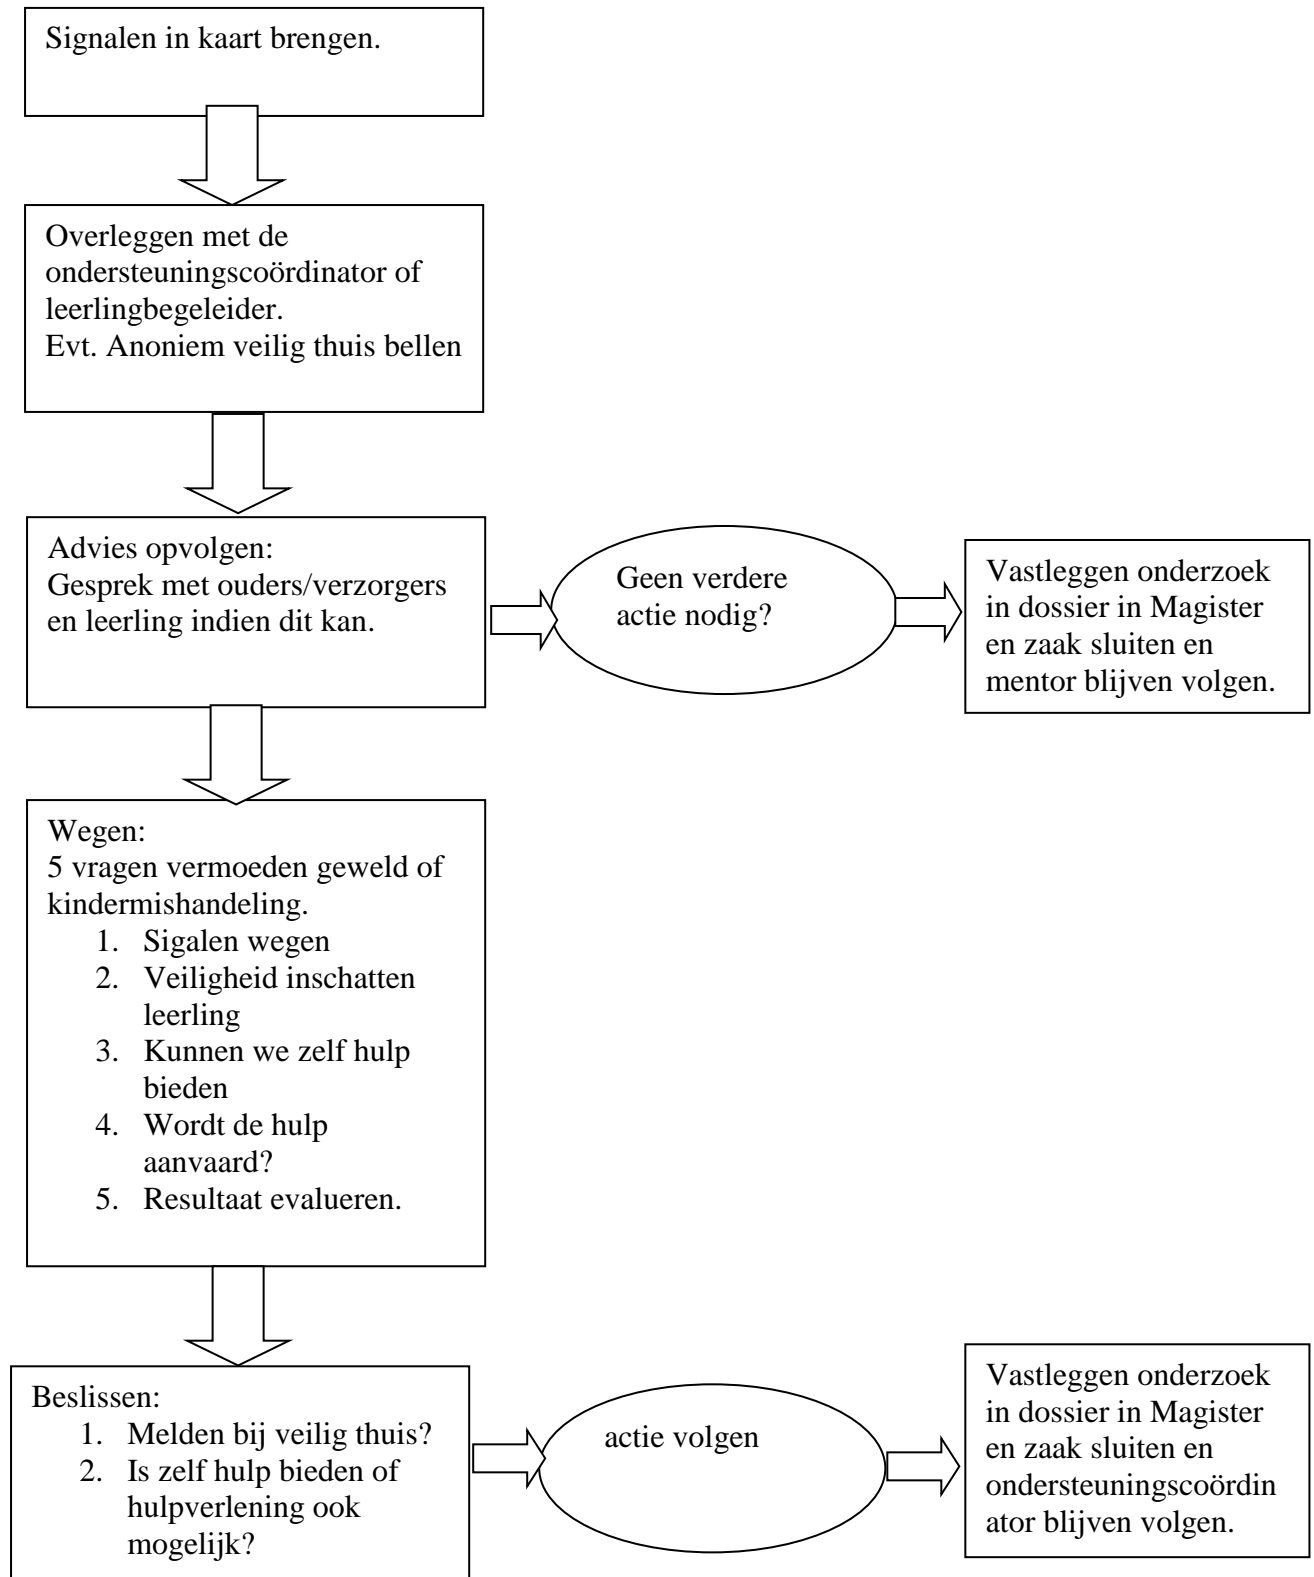 Signalen in kaart brengen.
Overleggen met de
ondersteuningscoördinator of
leerlingbegeleider.
Evt. Anoniem veilig thuis bellen
Advies opvolgen:
Gesprek met ouders/verzorgers
en leerling indien dit kan.
Geen verdere
actie nodig?
Vastleggen onderzoek
in dossier in Magister
en zaak sluiten en
mentor blijven volgen.
Wegen:
5 vragen vermoeden geweld of
kindermishandeling.
1. Sigalen wegen
2. Veiligheid inschatten
leerling
3. Kunnen we zelf hulp
bieden
4. Wordt de hulp
aanvaard?
5. Resultaat evalueren.
Beslissen:
1. Melden bij veilig thuis?
2. Is zelf hulp bieden of
hulpverlening ook
mogelijk?
actie volgen
Vastleggen onderzoek
in dossier in Magister
en zaak sluiten en
ondersteuningscoördin
ator blijven volgen.